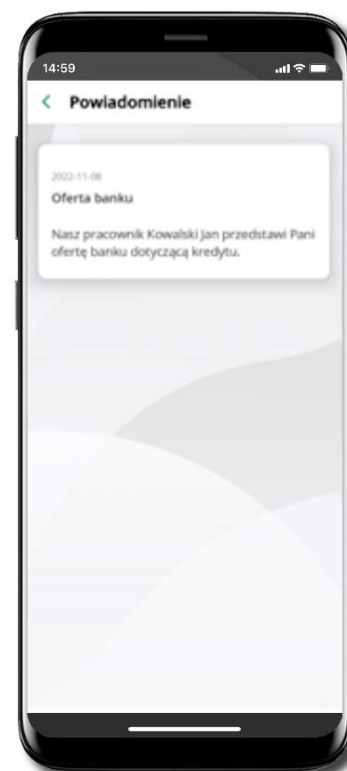 14:59
Powiadomienie
2022-11-08
Oferta banku
Nasz pracownik Kowalski Jan przedstawi Pani
ofertę banku dotyczącą kredytu.